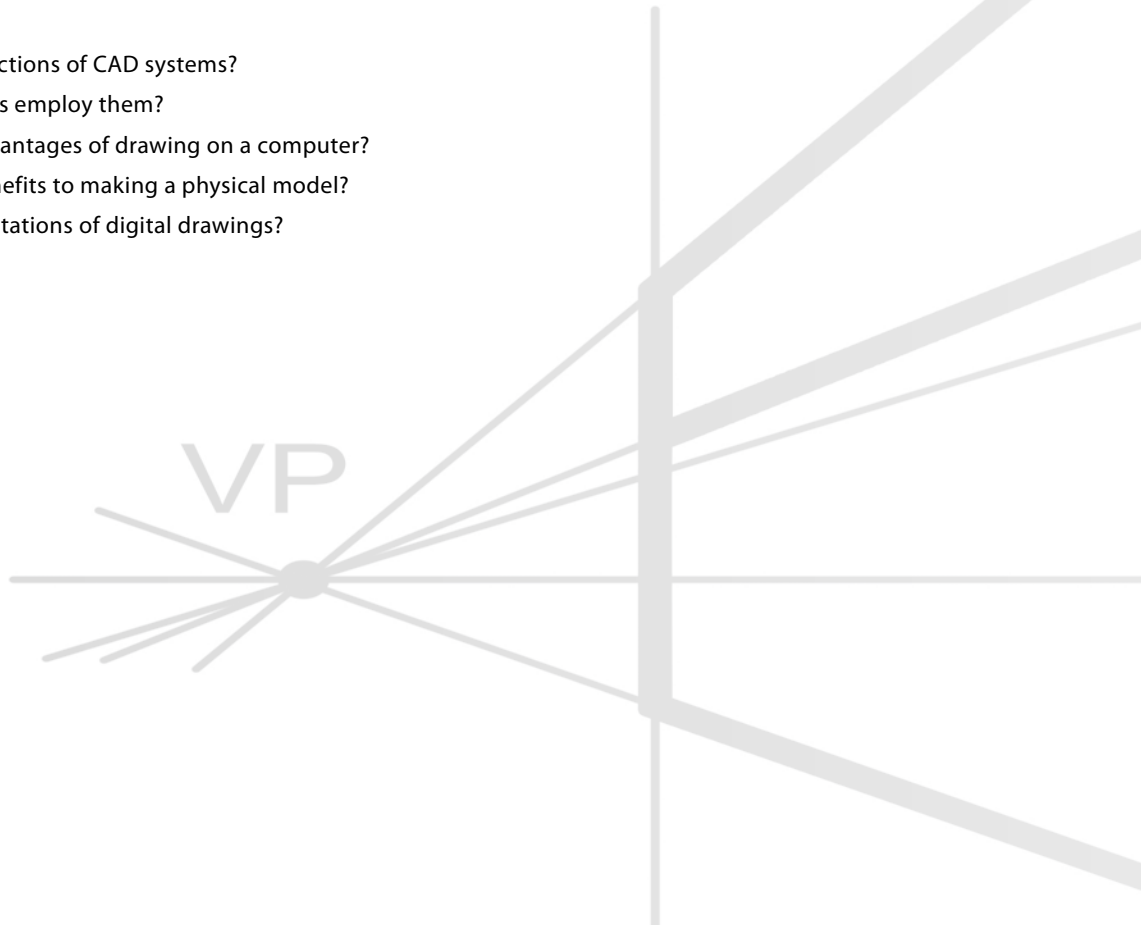 ctions of CAD systems?
s employ them?
antages of drawing on a computer?
nefits to making a physical model?
tations of digital drawings?
VP